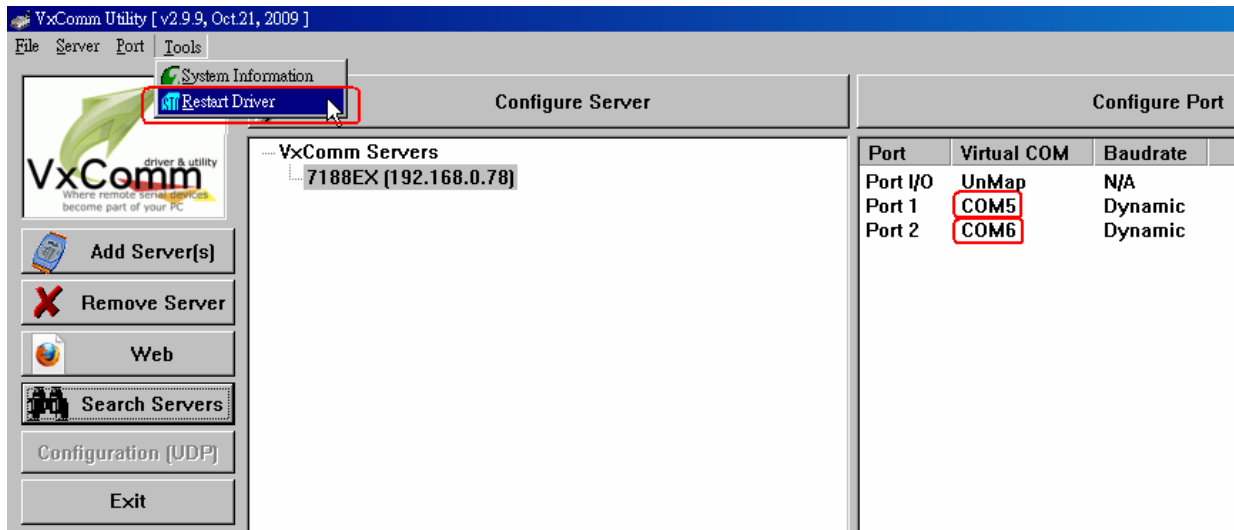 VxComm Utility [ v2.9.9, Oct.21, 2009 ]
File Server Port Tools
System Information
Restart Driver
Configure Server
Configure Port
VxComm
driver & utility
Where remote serial devices
become part of your PC
Add Server(s)
Remove Server
Web
Search Servers
Configuration (UDP)
Exit
VxComm Servers
7188EX (192.168.0.78)
Port Virtual COM Baudrate
Port I/O UnMap N/A
Port 1 COM5 Dynamic
Port 2 COM6 Dynamic